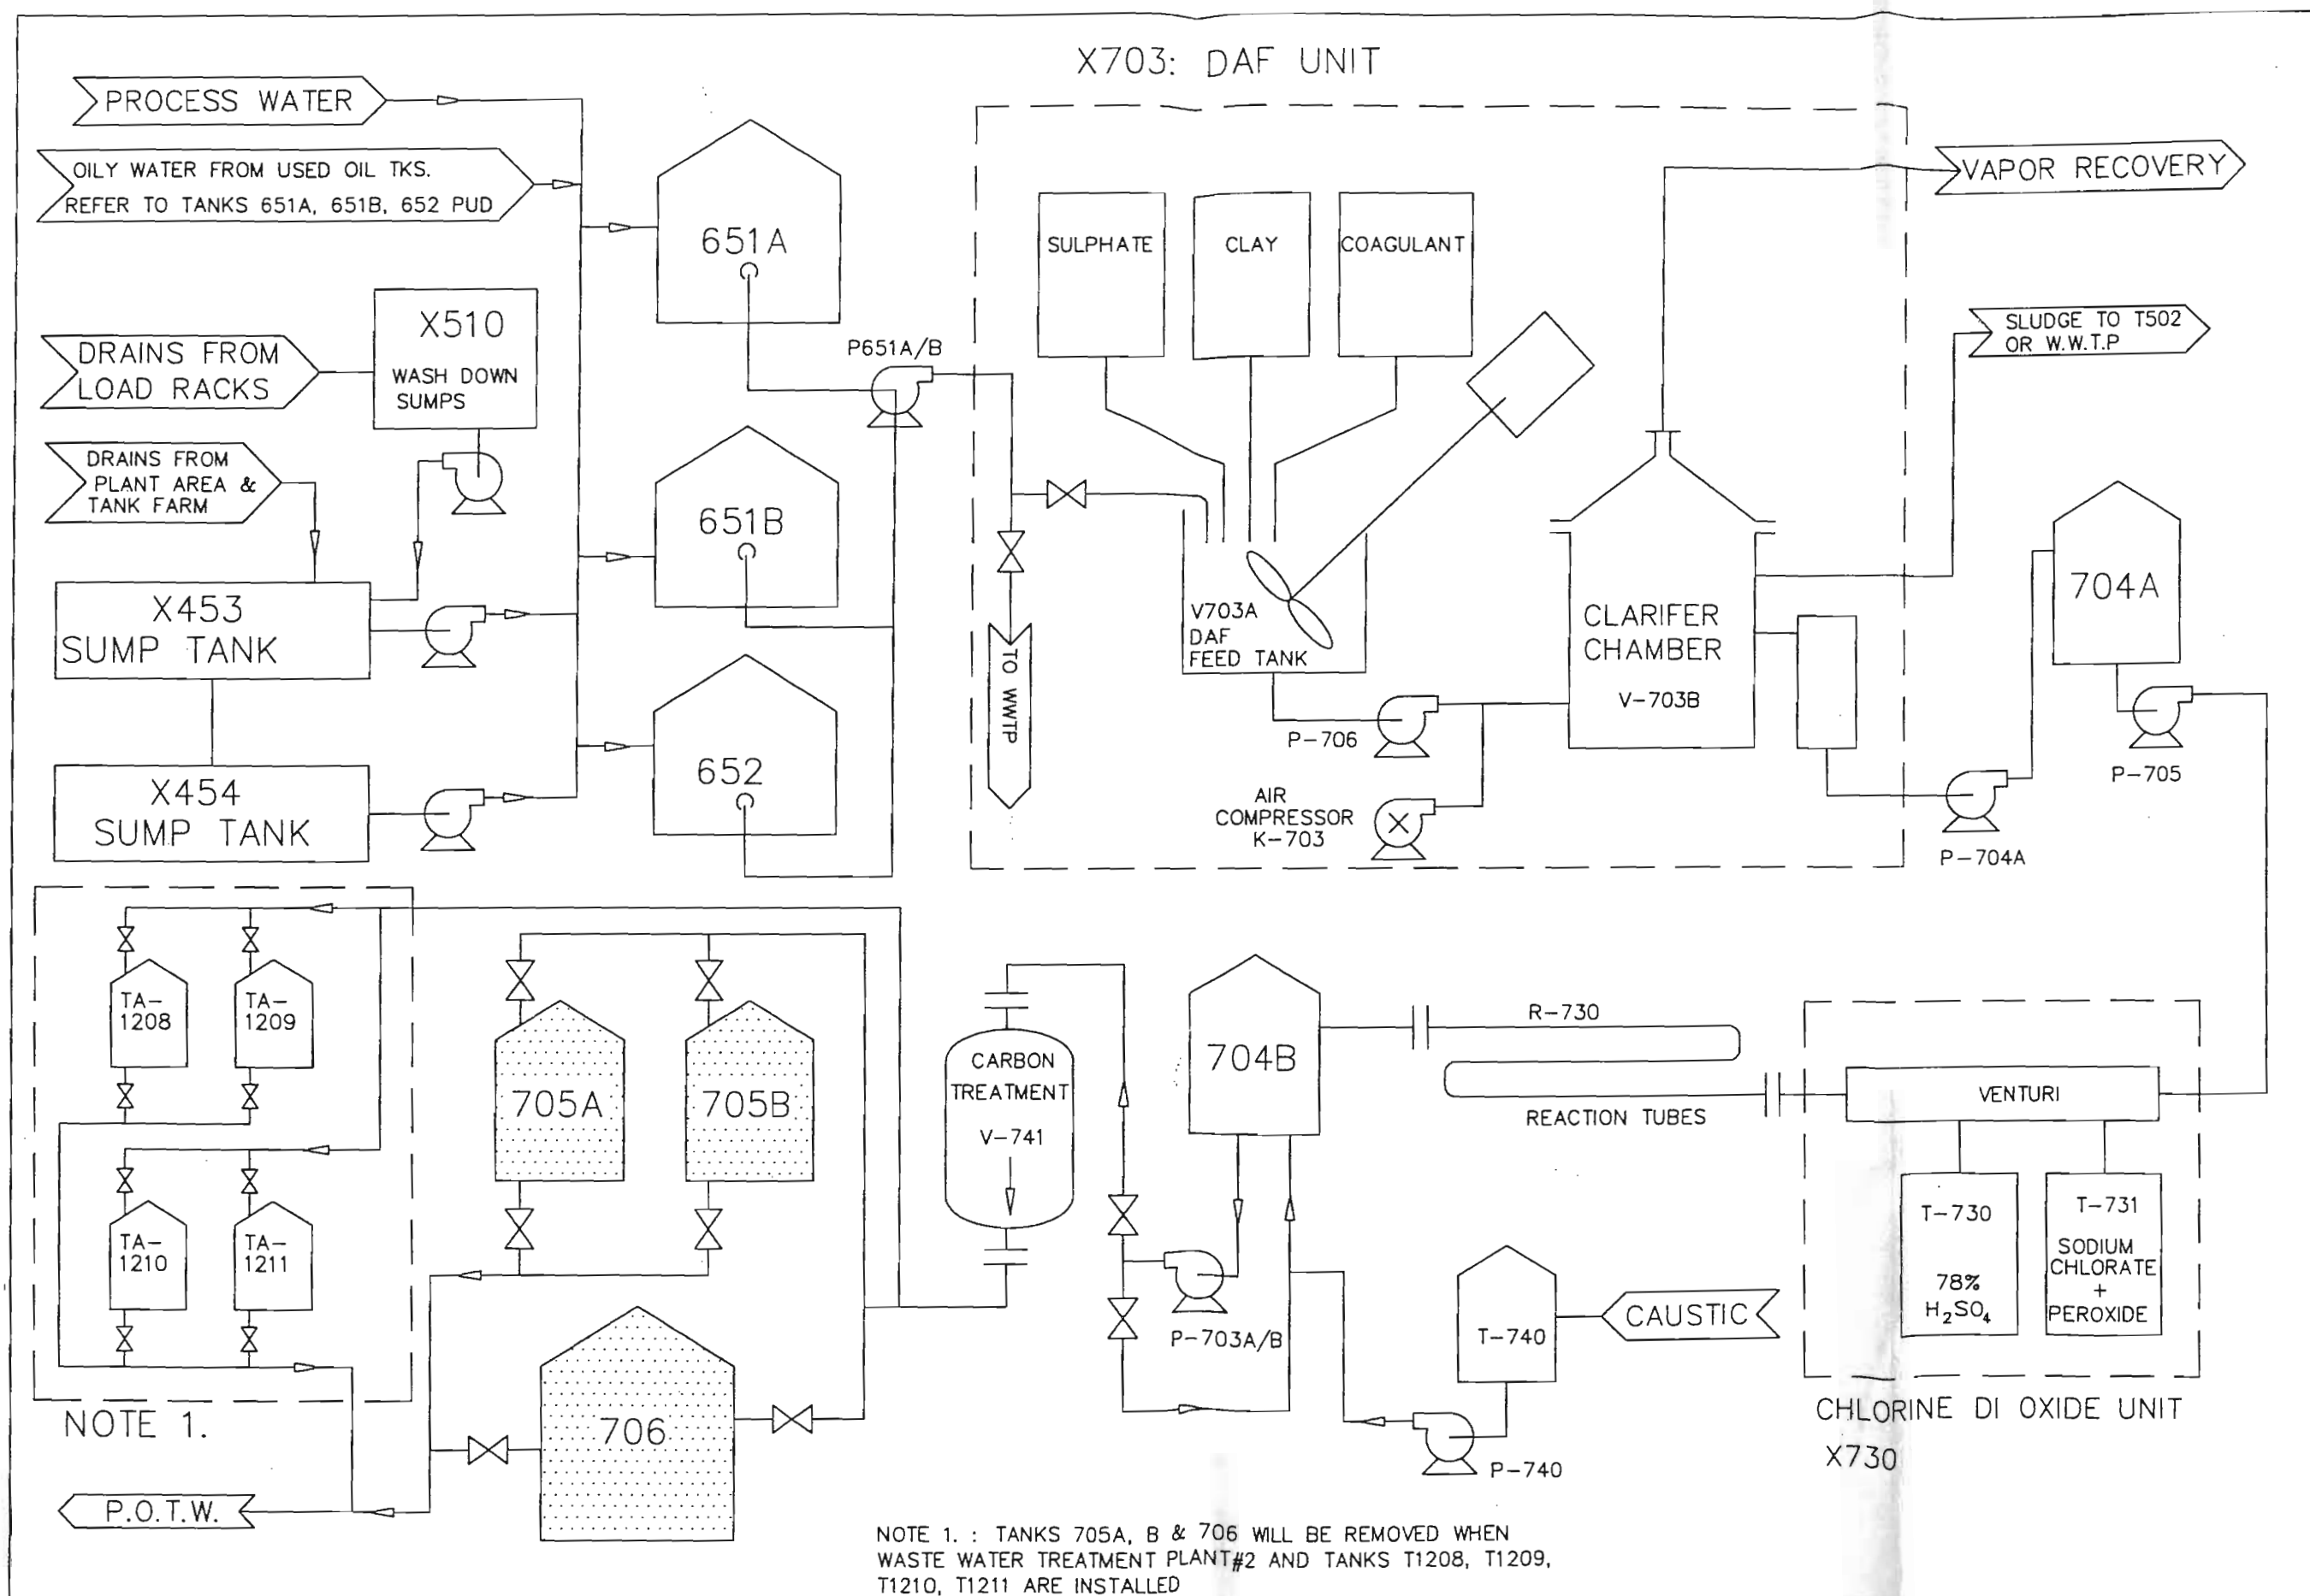 X703: DAF UNIT
PROCESS WATER
OILY WATER FROM USED OIL TKS.
REFER TO TANKS 651A, 651B, 652 PUD
651A
VAPOR RECOVERY
SULPHATE
CLAY
COAGULANT
X510
WASH DOWN
SUMPS
DRAINS FROM
LOAD RACKS
P651A/B
SLUDGE TO T502
OR W.W.T.P
DRAINS FROM
PLANT AREA &
TANK FARM
651B
X453
SUMP TANK
V703A
DAF
FEED TANK
CLARIFER
CHAMBER
V-703B
704A
TO WWTP
P-706
P-705
652
X454
SUMP TANK
AIR
COMPRESSOR
K-703
P-704A
TA-
1208
TA-
1209
705A
705B
CARBON
TREATMENT
V-741
704B
R-730
REACTION TUBES
VENTURI
TA-
1210
TA-
1211
T-730
78%
H₂SO₄
T-731
SODIUM
CHLORATE
+
PEROXIDE
P-703A/B
T-740
CAUSTIC
NOTE 1.
706
P-740
CHLORINE DI OXIDE UNIT
X730
P.O.T.W.
NOTE 1. : TANKS 705A, B & 706 WILL BE REMOVED WHEN
WASTE WATER TREATMENT PLANT#2 AND TANKS T1208, T1209,
T1210, T1211 ARE INSTALLED